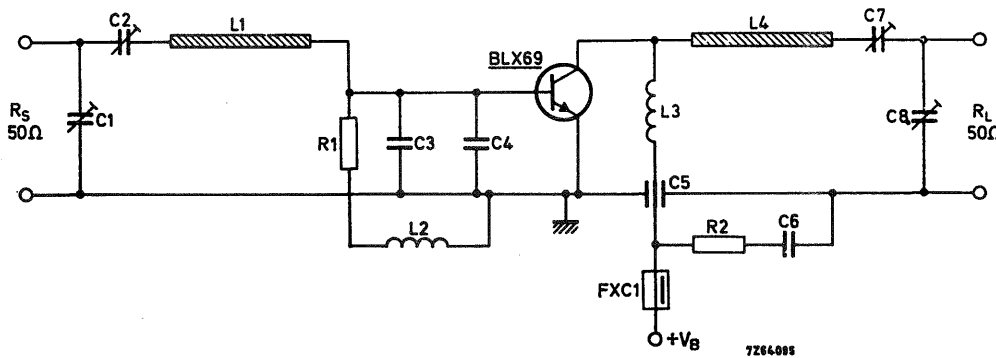 C2
L1
L4
C7
BLX69
RS
50Ω
C1
R1
C3
C4
L3
C8
RL
50Ω
C5
L2
R2
C6
FXC1
+VB
7Z64095